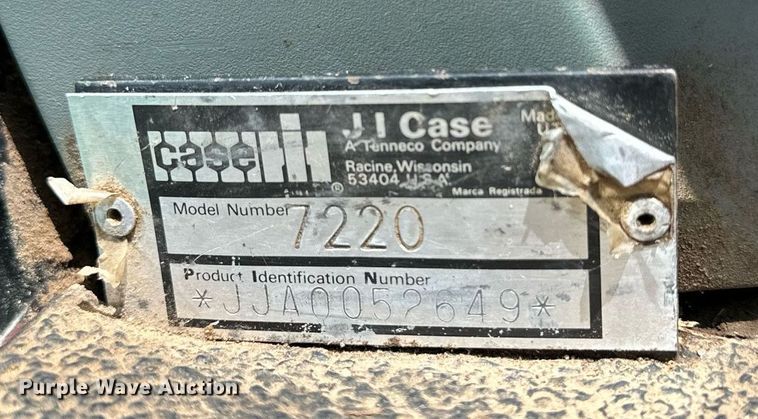 case IH
®
J I Case
A Tenneco Company
Racine, Wisconsin
53404 U.S.A.
Made
U
Marca Registrada
Model Number 7220
Product Identification Number
*JJA0052649*
Purple Wave Auction